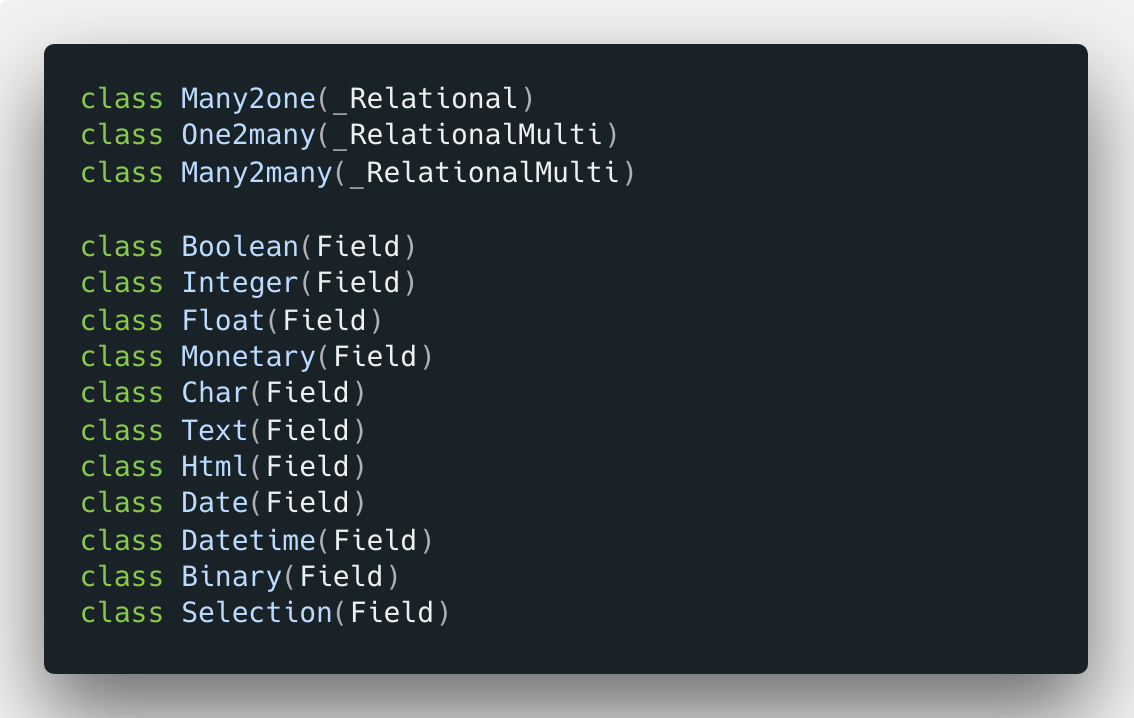 class Many2one(_Relational)
class One2many(_RelationalMulti)
class Many2many(_RelationalMulti)
class Boolean(Field)
class Integer(Field)
class Float(Field)
class Monetary(Field)
class Char(Field)
class Text(Field)
class Html(Field)
class Date(Field)
class Datetime(Field)
class Binary(Field)
class Selection(Field)